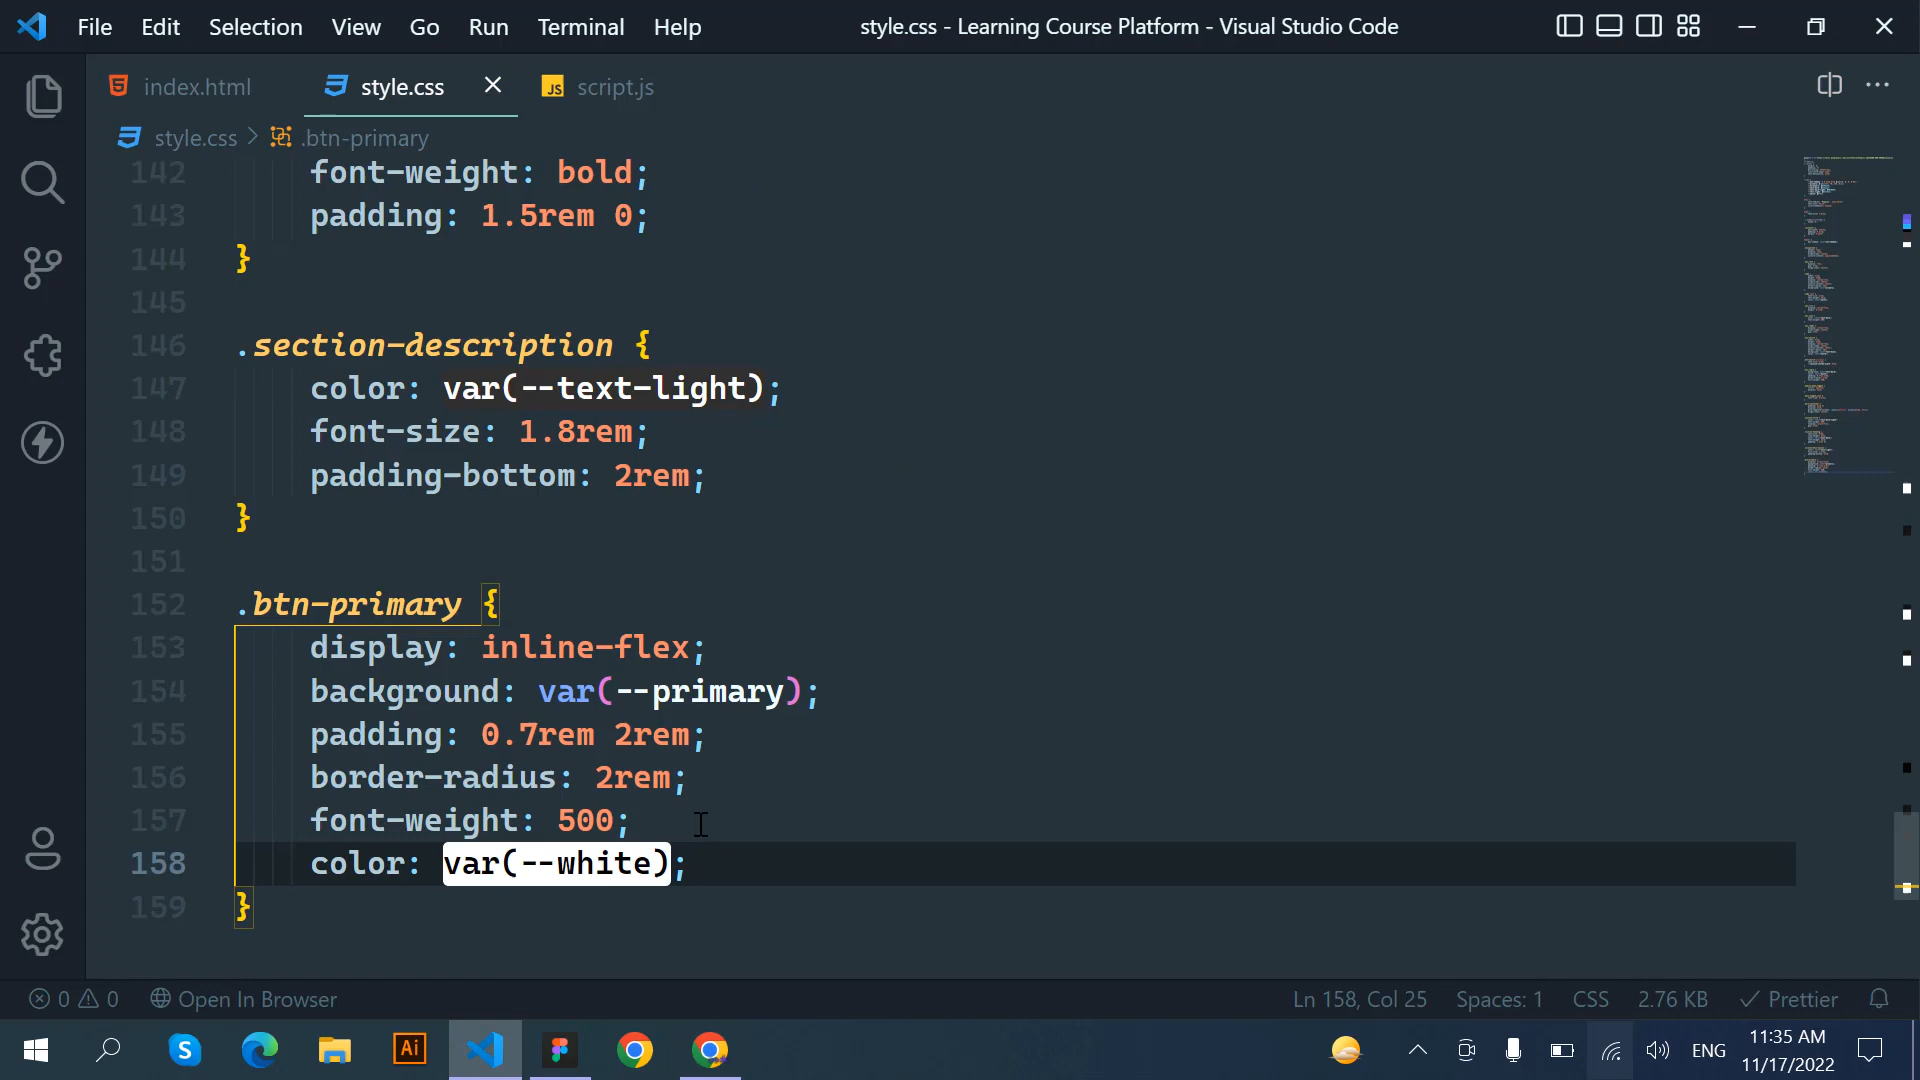 File Edit Selection View Go Run Terminal Help style.css - Learning Course Platform - Visual Studio Code
index.html style.css script.js
style.css > .btn-primary
142 font-weight: bold;
143 padding: 1.5rem 0;
144 }
145
146 .section-description {
147 color: var(--text-light);
148 font-size: 1.8rem;
149 padding-bottom: 2rem;
150 }
151
152 .btn-primary {
153 display: inline-flex;
154 background: var(--primary);
155 padding: 0.7rem 2rem;
156 border-radius: 2rem;
157 font-weight: 500;
158 color: var(--white);
159 }
0 0 Open In Browser Ln 158, Col 25 Spaces: 1 CSS 2.76 KB Prettier
S Ai ENG 11:35 AM
11/17/2022